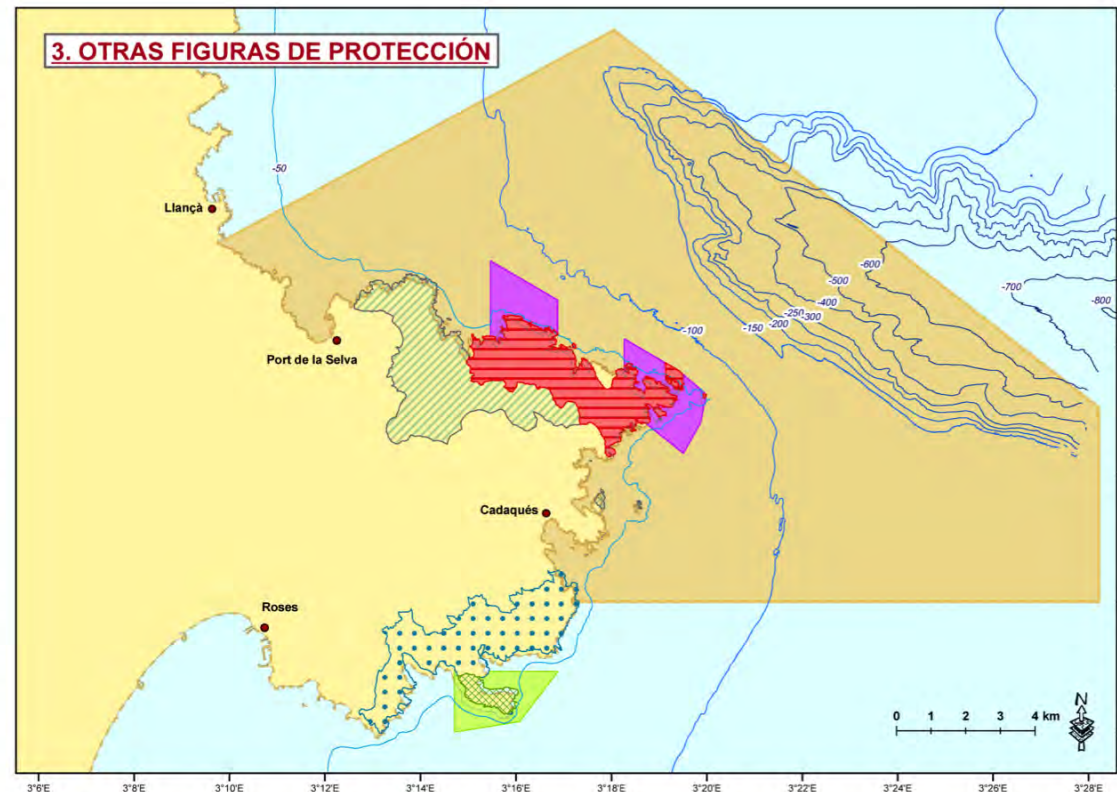 3. OTRAS FIGURAS DE PROTECCIÓN
-50
Llançà
-600
-500
-700
-400
-800
-250
-300
-100
-150
-200
Port de la Selva
Cadaqués
Roses
N
0 1 2 3 4 km
3°6'E 3°8'E 3°10'E 3°12'E 3°14'E 3°16'E 3°18'E 3°20'E 3°22'E 3°24'E 3°26'E 3°28'E